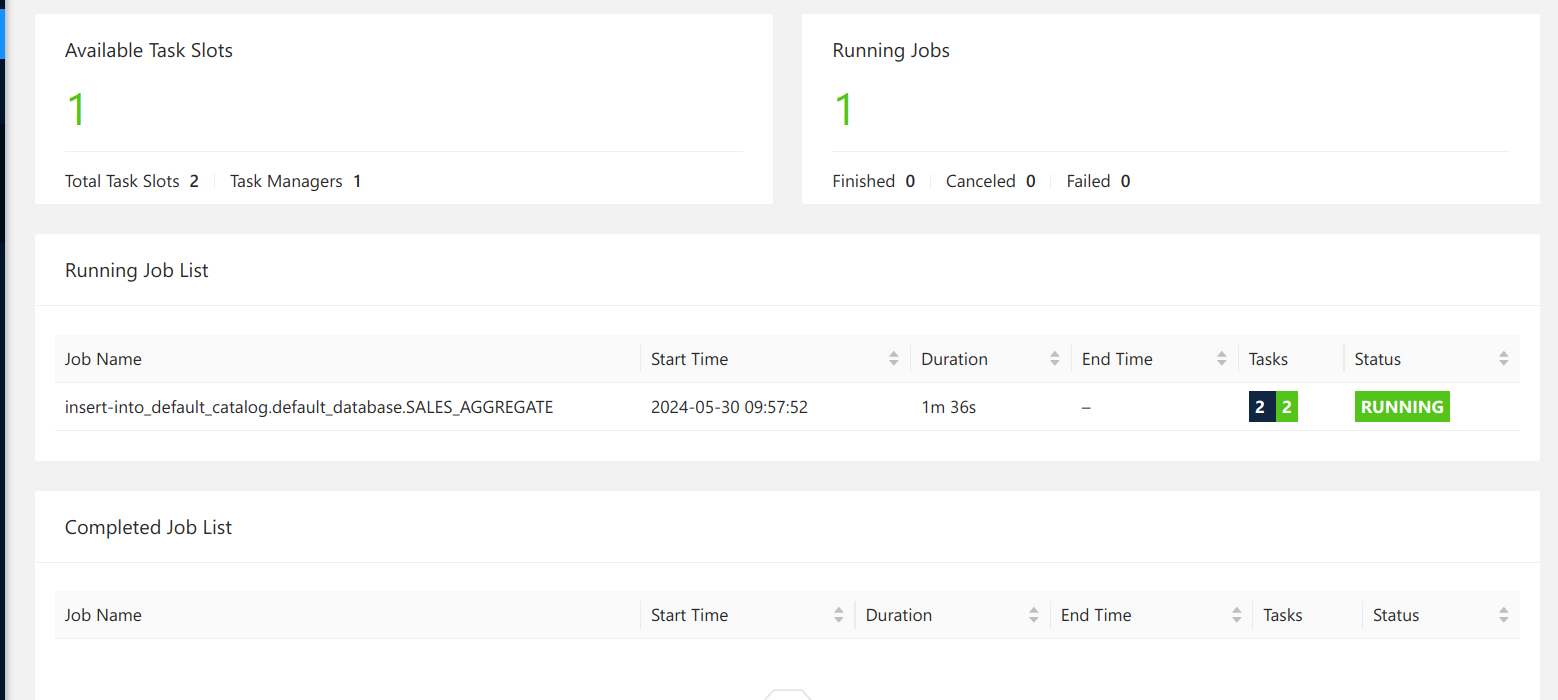 Available Task Slots
1
Total Task Slots 2 Task Managers 1
Running Jobs
1
Finished 0 Canceled 0 Failed 0
Running Job List
Job Name Start Time Duration End Time Tasks Status
insert-into_default_catalog.default_database.SALES_AGGREGATE 2024-05-30 09:57:52 1m 36s – 2 2 RUNNING
Completed Job List
Job Name Start Time Duration End Time Tasks Status